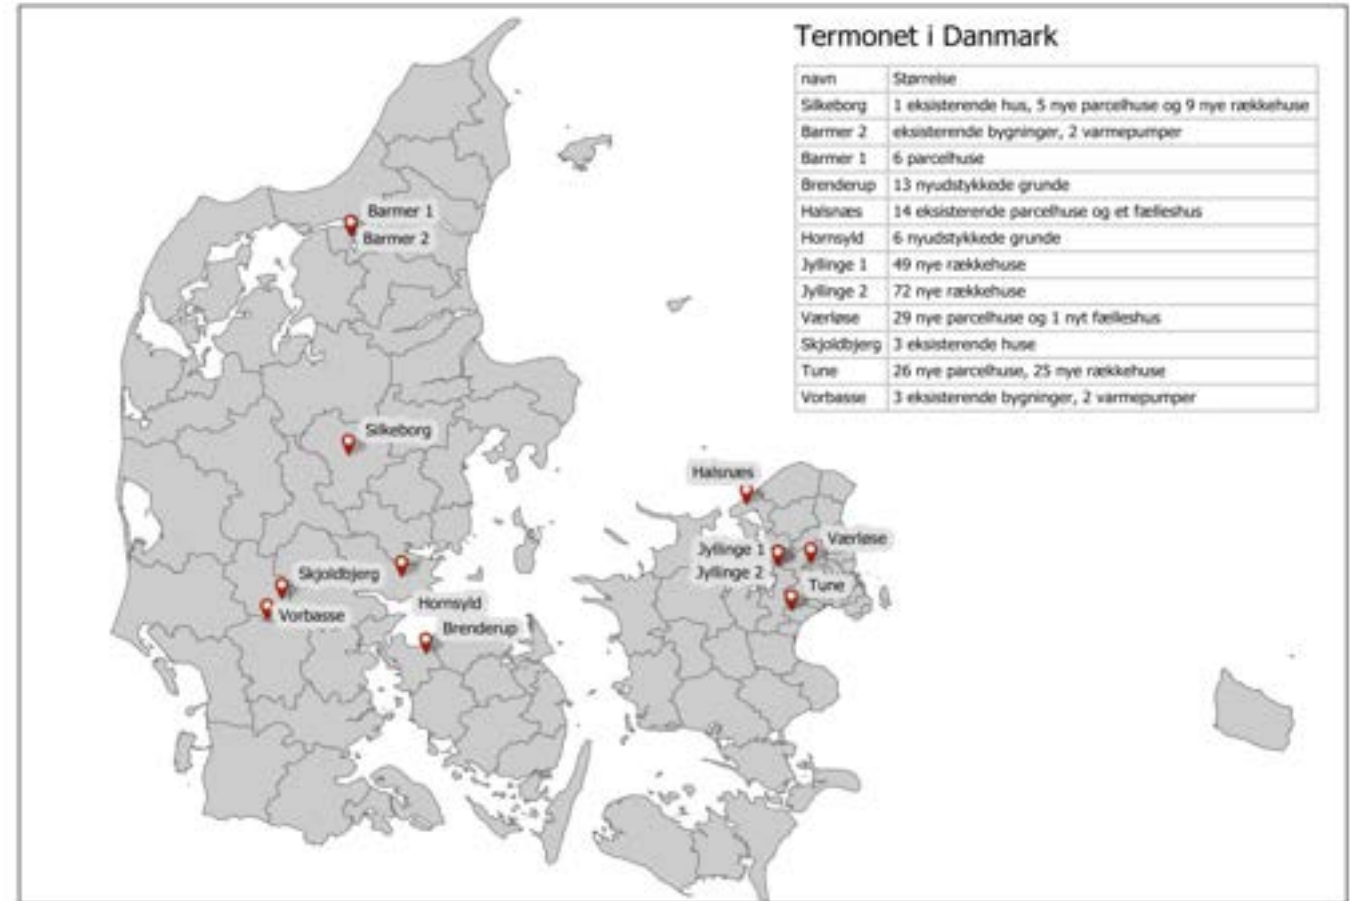 Termonet i Danmark
navn Størrelse
Silkeborg 1 eksisterende hus, 5 nye parcelhuse og 9 nye rækkehuse
Barmer 2 eksisterende bygninger, 2 varmepumper
Barmer 1 6 parcelhuse
Brenderup 13 nyudstykkede grunde
Halsnæs 14 eksisterende parcelhuse og et fælleshus
Hornsyld 6 nyudstykkede grunde
Jyllinge 1 49 nye rækkehuse
Jyllinge 2 72 nye rækkehuse
Værløse 29 nye parcelhuse og 1 nyt fælleshus
Skjoldbjerg 3 eksisterende huse
Tune 26 nye parcelhuse, 25 nye rækkehuse
Vorbasse 3 eksisterende bygninger, 2 varmepumper
Barmer 1
Barmer 2
Silkeborg
Halsnæs
Jyllinge 1
Værløse
Jyllinge 2
Tune
Skjoldbjerg
Hornsyld
Vorbasse
Brenderup